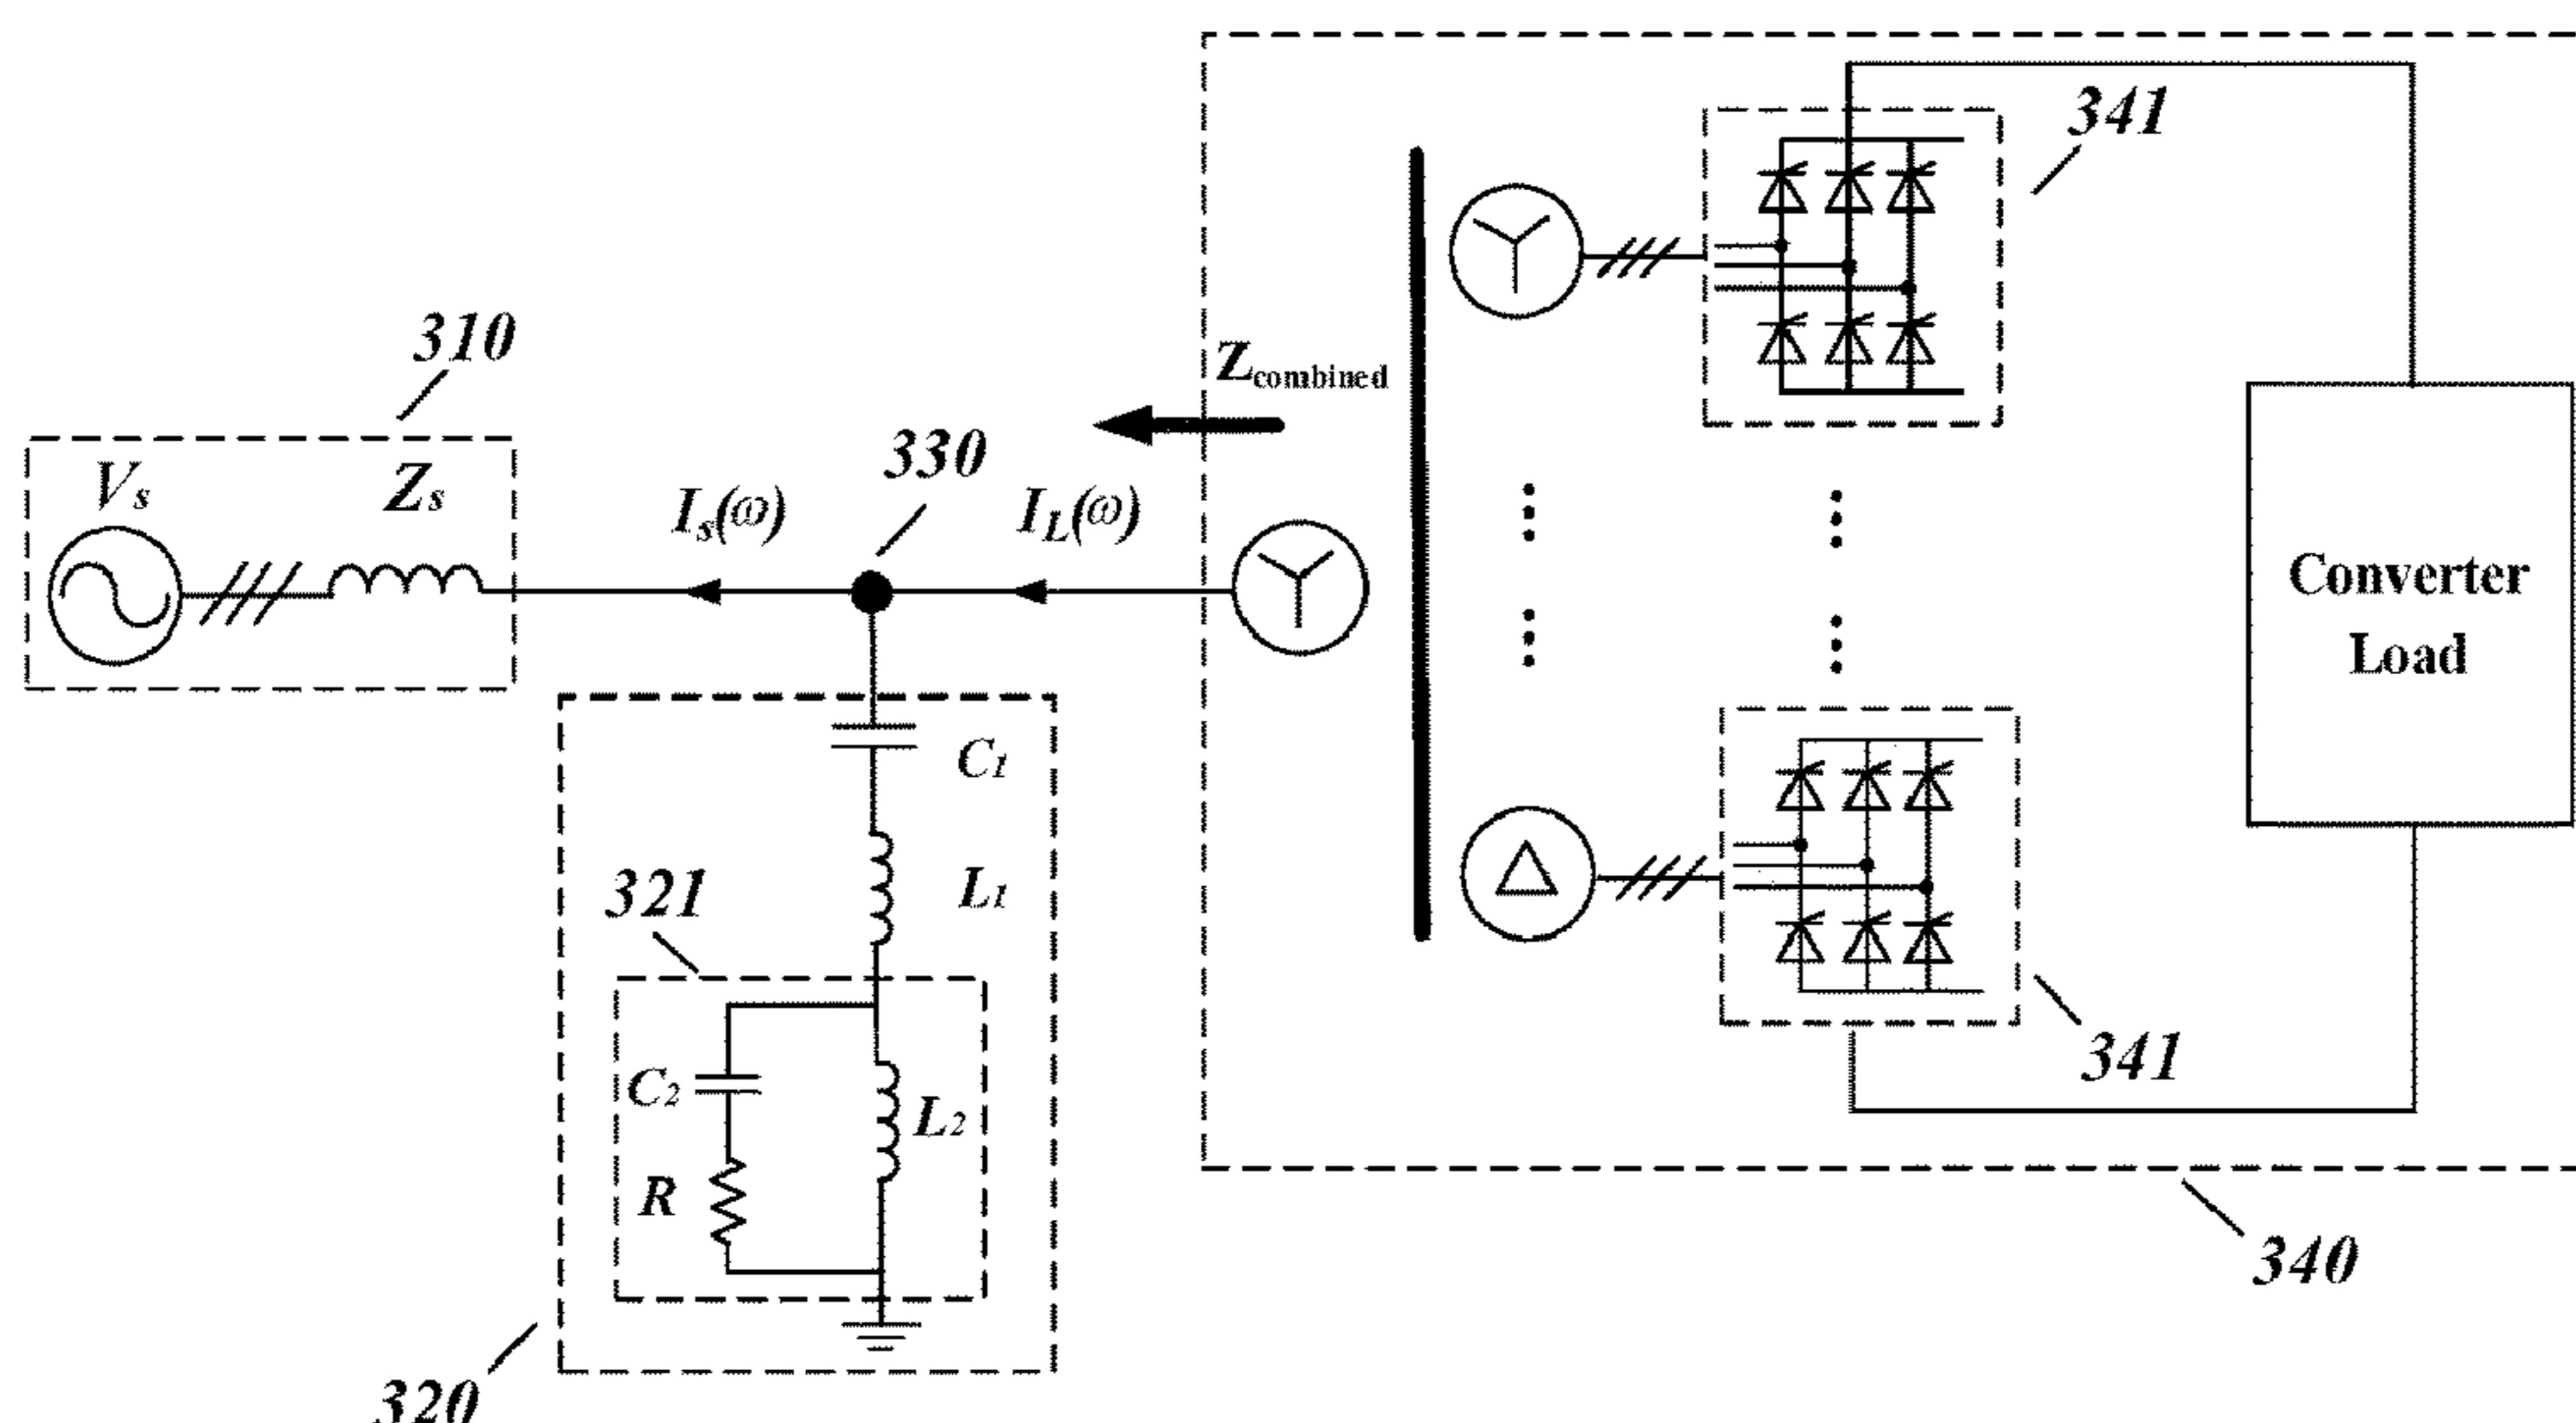 341
310
Zcombined
330
Vs
Zs
Is(ω)
IL(ω)
Converter
Load
C1
L1
321
C2
L2
R
341
340
320